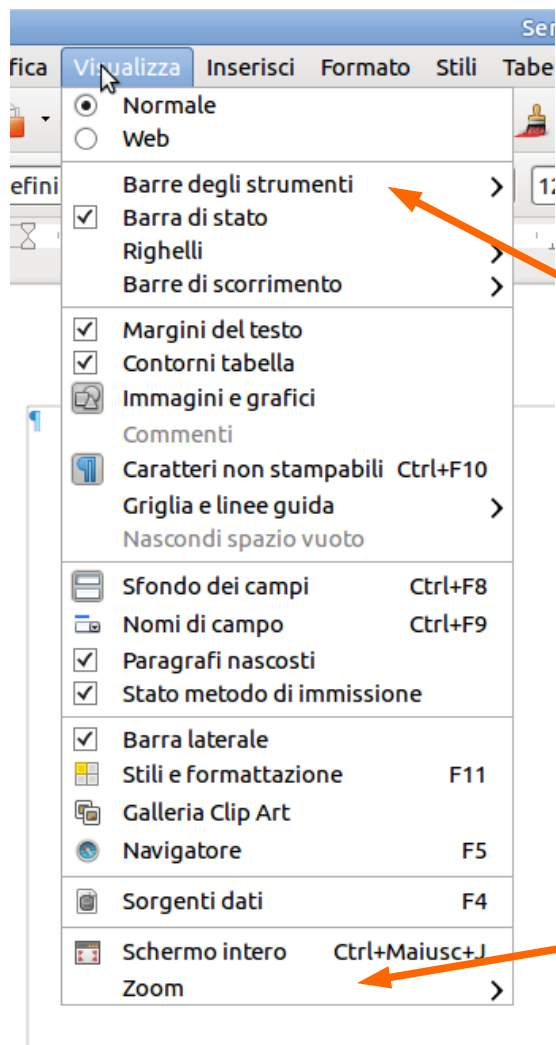 Ser
fica Visualizza Inserisci Formato Stili Tabe
Normale
Web
efini
12
Barre degli strumenti
Barra di stato
Righelli
Barre di scorrimento
Margini del testo
Contorni tabella
Immagini e grafici
Commenti
Caratteri non stampabili Ctrl+F10
Griglia e linee guida
Nascondi spazio vuoto
Sfondo dei campi Ctrl+F8
Nomi di campo Ctrl+F9
Paragrafi nascosti
Stato metodo di immissione
Barra laterale
Stili e formattazione F11
Galleria Clip Art
Navigatore F5
Sorgenti dati F4
Schermo intero Ctrl+Maiusc+J
Zoom